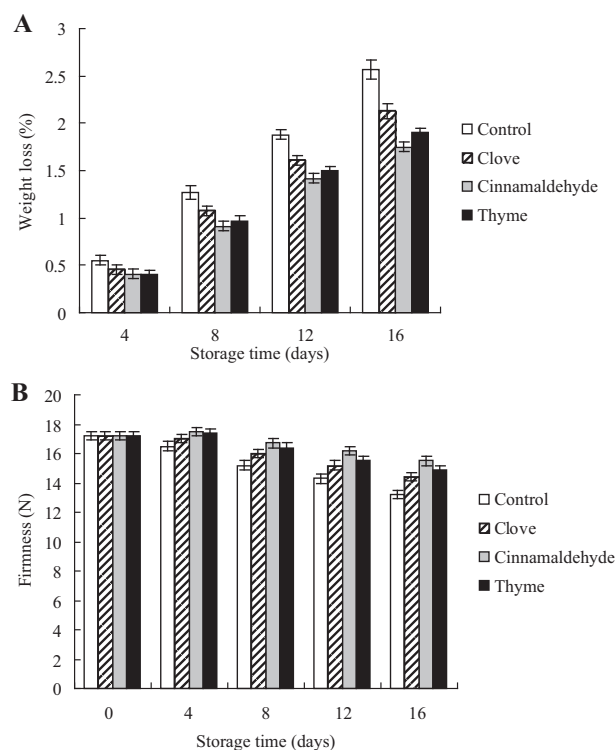 A
3
2.5
2
1.5
1
0.5
0
Weight loss (%)
4 8 12 16
Storage time (days)
Control
Clove
Cinnamaldehyde
Thyme
B
20
18
16
14
12
10
8
6
4
2
0
Firmness (N)
0 4 8 12 16
Storage time (days)
Control
Clove
Cinnamaldehyde
Thyme